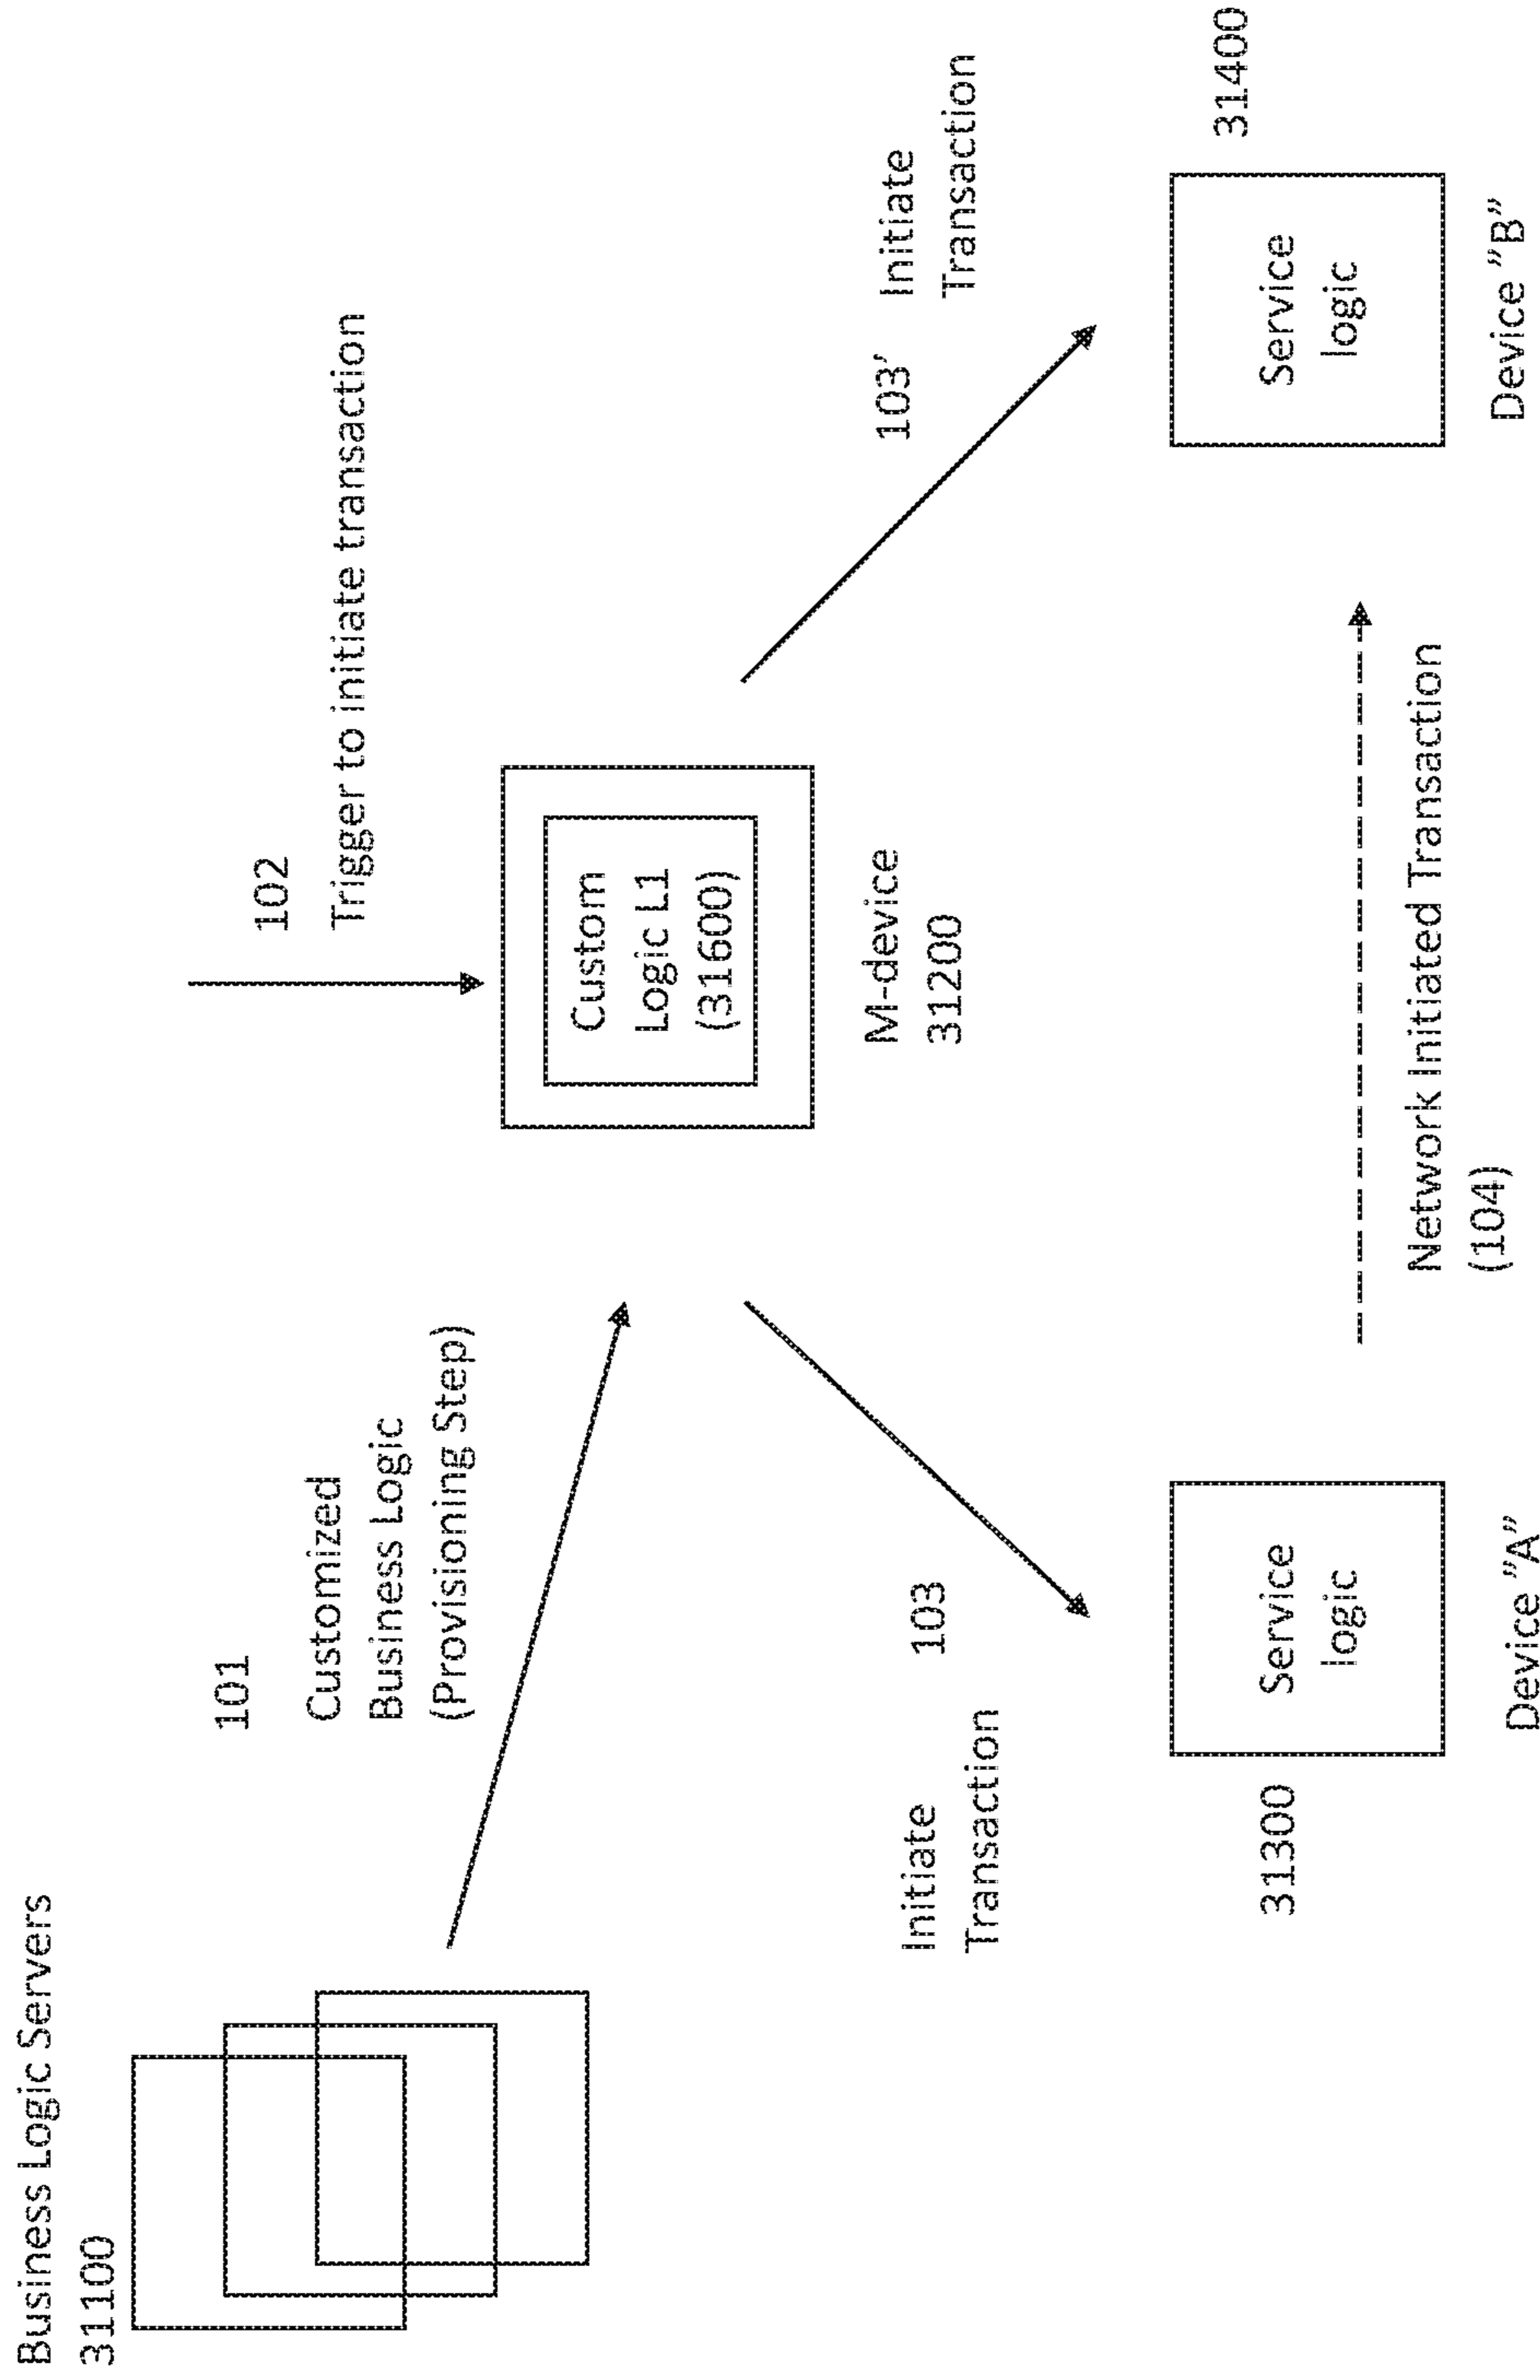 Business Logic Servers
31100
101
Customized
Business Logic
(Provisioning Step)
102
Trigger to initiate transaction
Custom
Logic L1
(31600)
M-device
31200
Initiate
Transaction
103
103'
Initiate
Transaction
31300
Service
logic
Device "A"
Network Initiated Transaction
(104)
Service
logic
Device "B"
31400